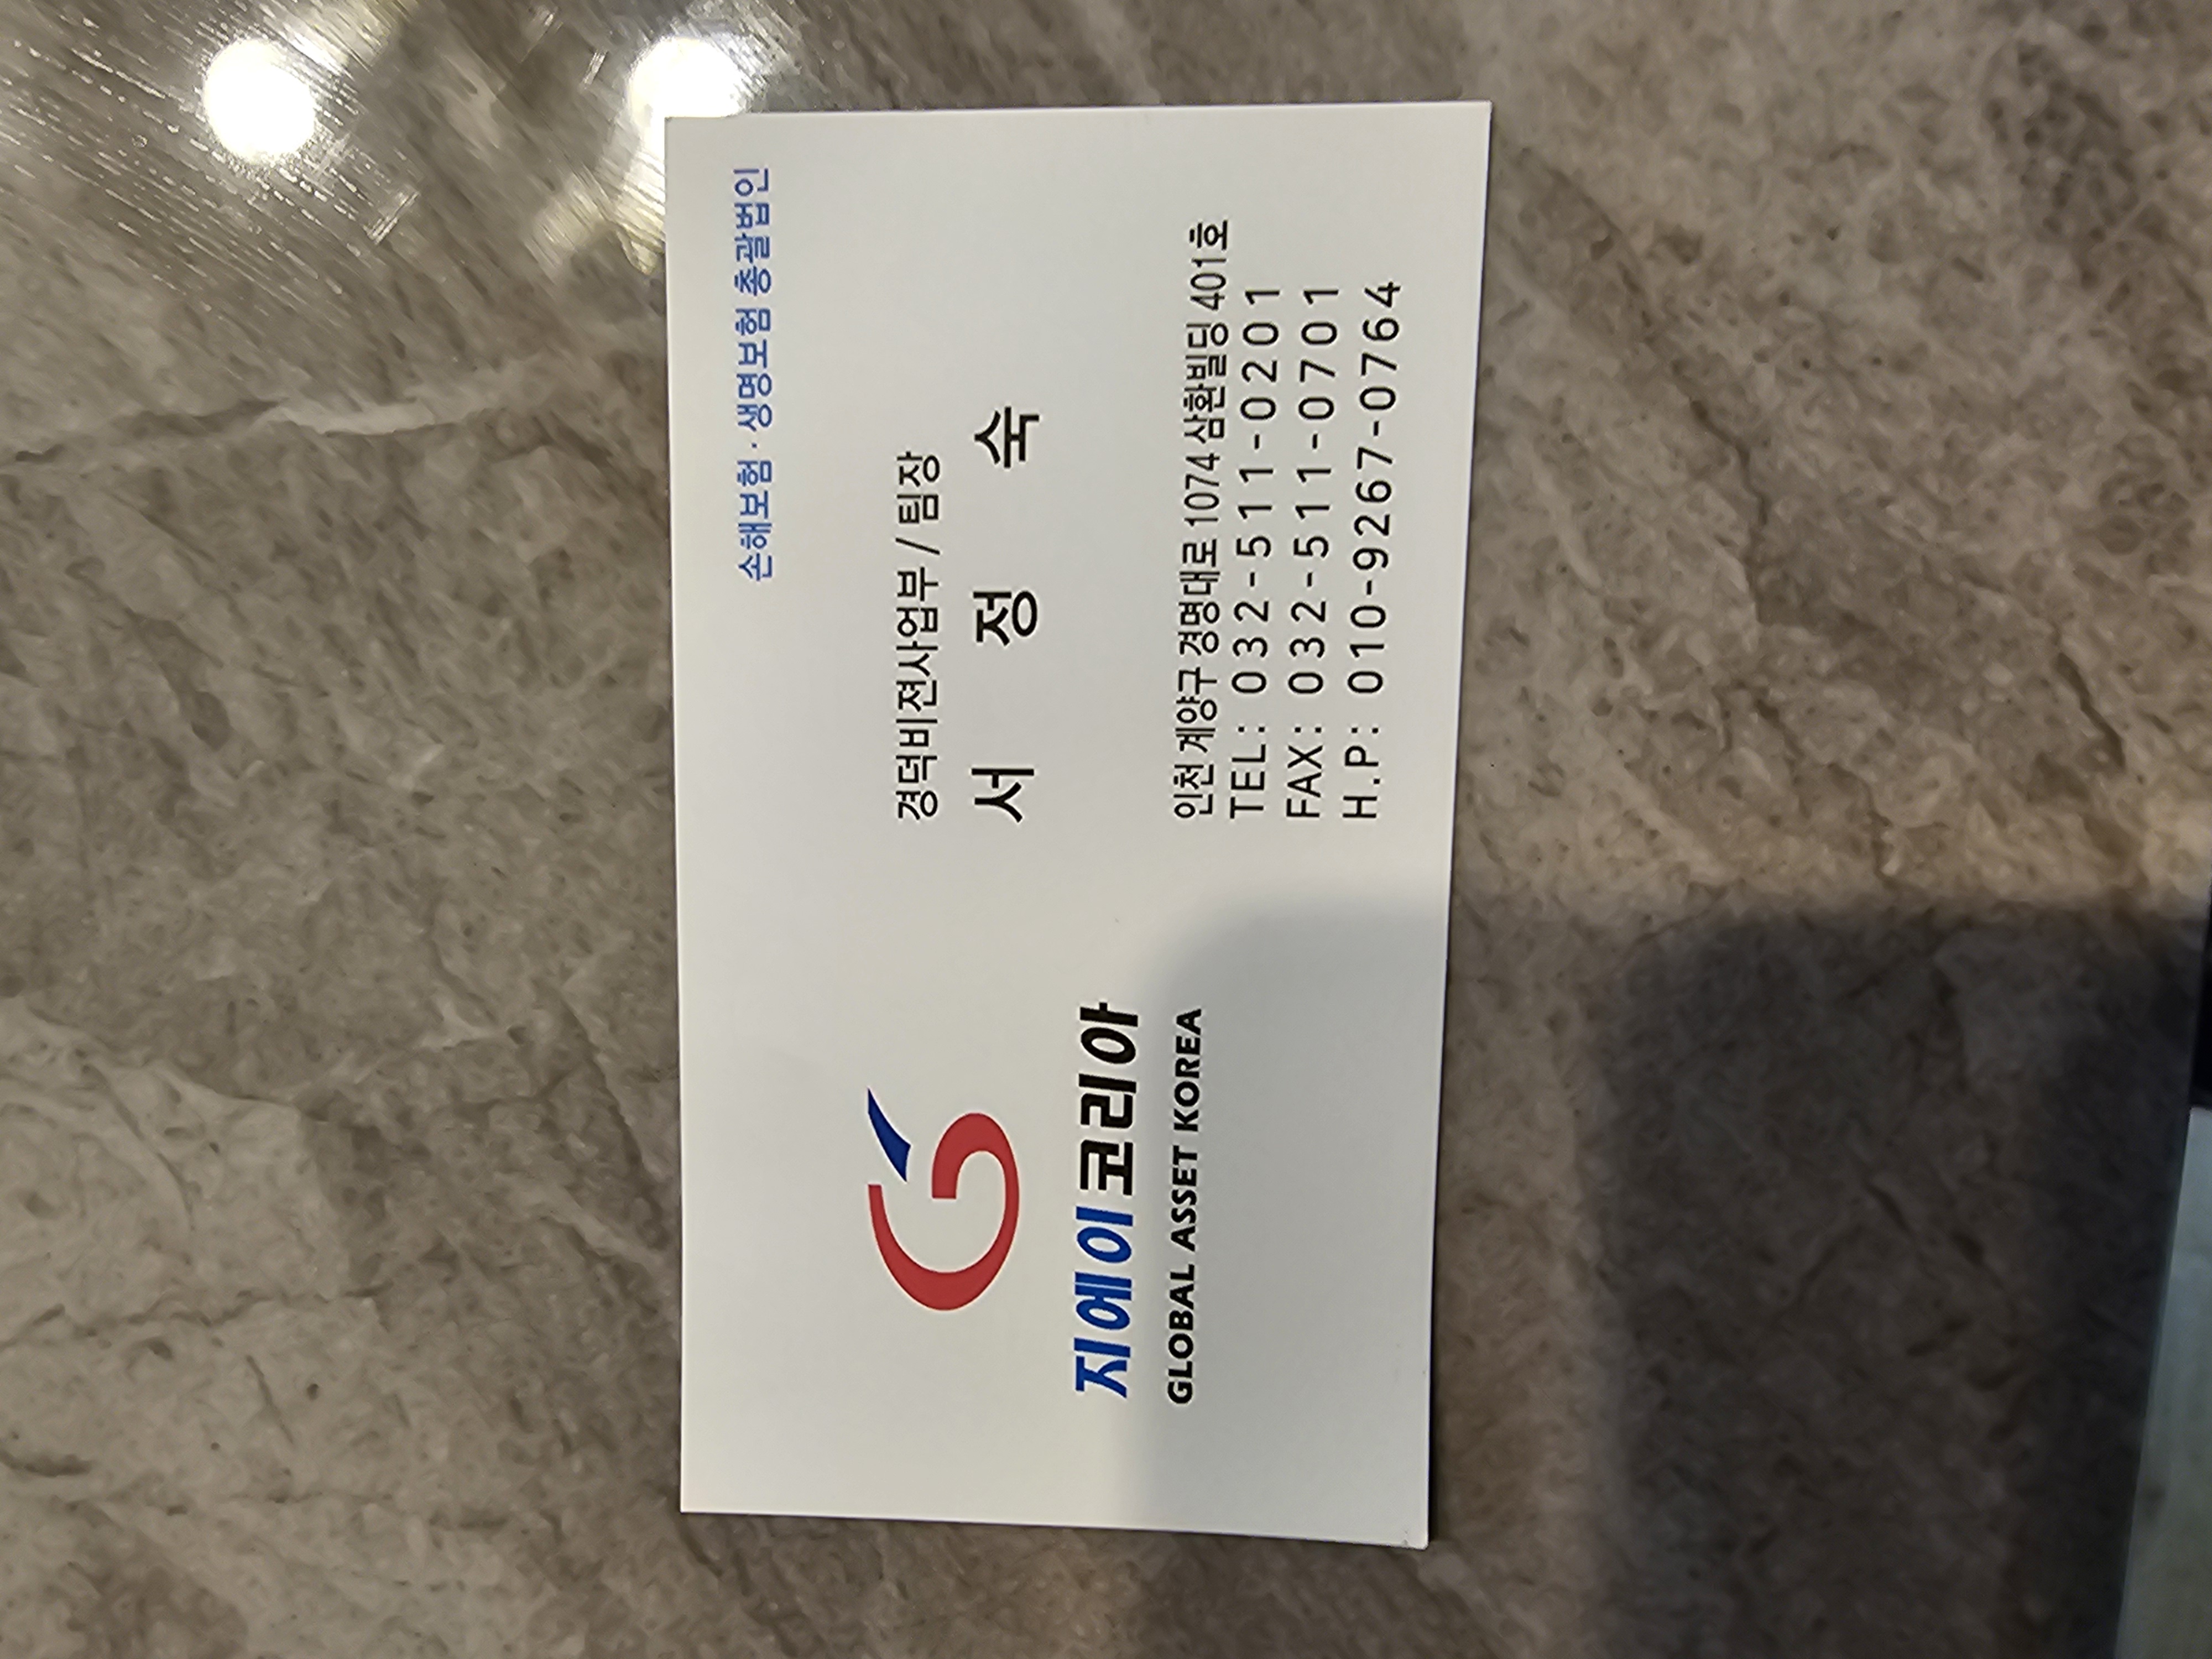 손해보험 · 생명보험 총괄법인
경덕비젼사업부 / 팀장
서 정 숙
지에이코리아
GLOBAL ASSET KOREA
인천 계양구 경명대로 1074 삼환빌딩 401호
TEL: 032-511-0201
FAX: 032-511-0701
H.P: 010-9267-0764